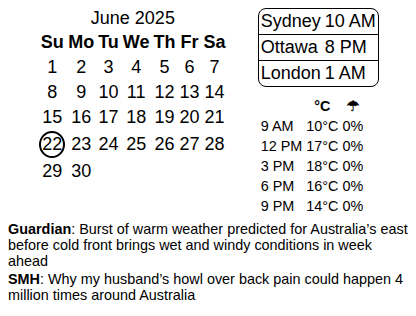 June 2025
Su Mo Tu We Th Fr Sa
1 2 3 4 5 6 7
8 9 10 11 12 13 14
15 16 17 18 19 20 21
22 23 24 25 26 27 28
29 30
Sydney 10 AM
Ottawa 8 PM
London 1 AM
°C ☂
9 AM 10°C 0%
12 PM 17°C 0%
3 PM 18°C 0%
6 PM 16°C 0%
9 PM 14°C 0%
Guardian: Burst of warm weather predicted for Australia’s east
before cold front brings wet and windy conditions in week
ahead
SMH: Why my husband’s howl over back pain could happen 4
million times around Australia